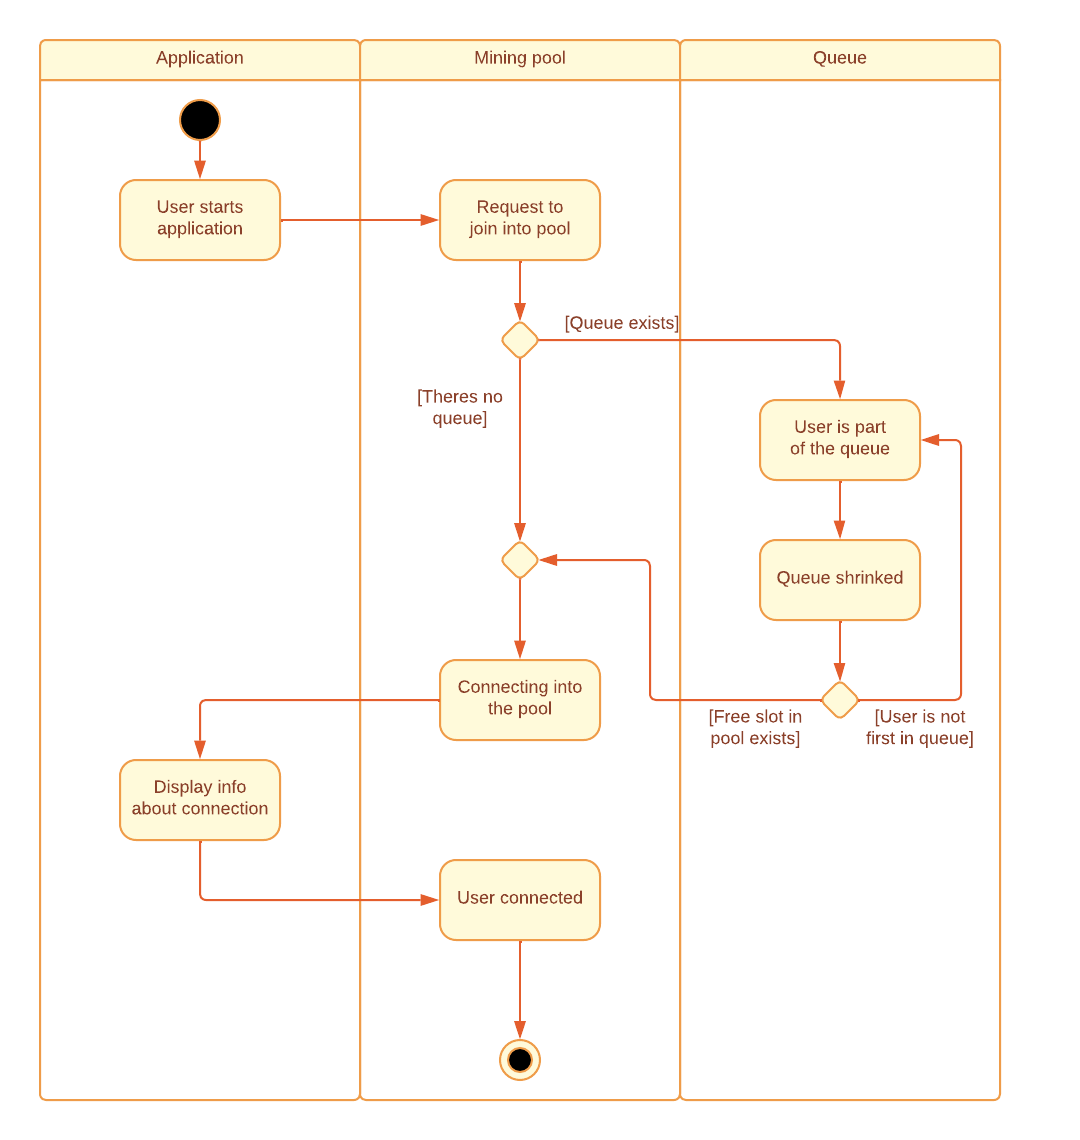 Application
Mining pool
Queue
User starts
application
Request to
join into pool
[Queue exists]
[Theres no
queue]
User is part
of the queue
Queue shrinked
Connecting into
the pool
[Free slot in
pool exists]
[User is not
first in queue]
Display info
about connection
User connected